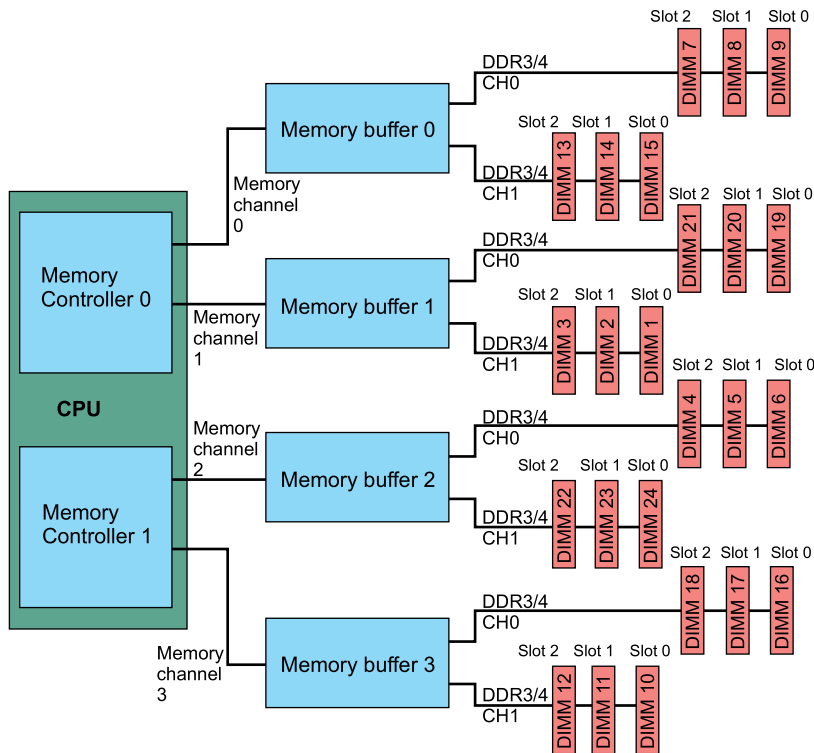 Slot 2 Slot 1 Slot 0
DIMM 7 DIMM 8 DIMM 9
DDR3/4
CH0
Memory buffer 0
Slot 2 Slot 1 Slot 0
DIMM 13 DIMM 14 DIMM 15
DDR3/4
CH1
Memory
channel
0
Slot 2 Slot 1 Slot 0
DIMM 21 DIMM 20 DIMM 19
DDR3/4
CH0
Memory
Controller 0
Memory buffer 1
Slot 2 Slot 1 Slot 0
DIMM 3 DIMM 2 DIMM 1
DDR3/4
CH1
Memory
channel
1
CPU
Slot 2 Slot 1 Slot 0
DIMM 4 DIMM 5 DIMM 6
DDR3/4
CH0
Memory
channel
2
Memory buffer 2
Slot 2 Slot 1 Slot 0
DIMM 22 DIMM 23 DIMM 24
DDR3/4
CH1
Memory
Controller 1
Slot 2 Slot 1 Slot 0
DIMM 18 DIMM 17 DIMM 16
DDR3/4
CH0
Memory
channel
3
Memory buffer 3
Slot 2 Slot 1 Slot 0
DIMM 12 DIMM 11 DIMM 10
DDR3/4
CH1